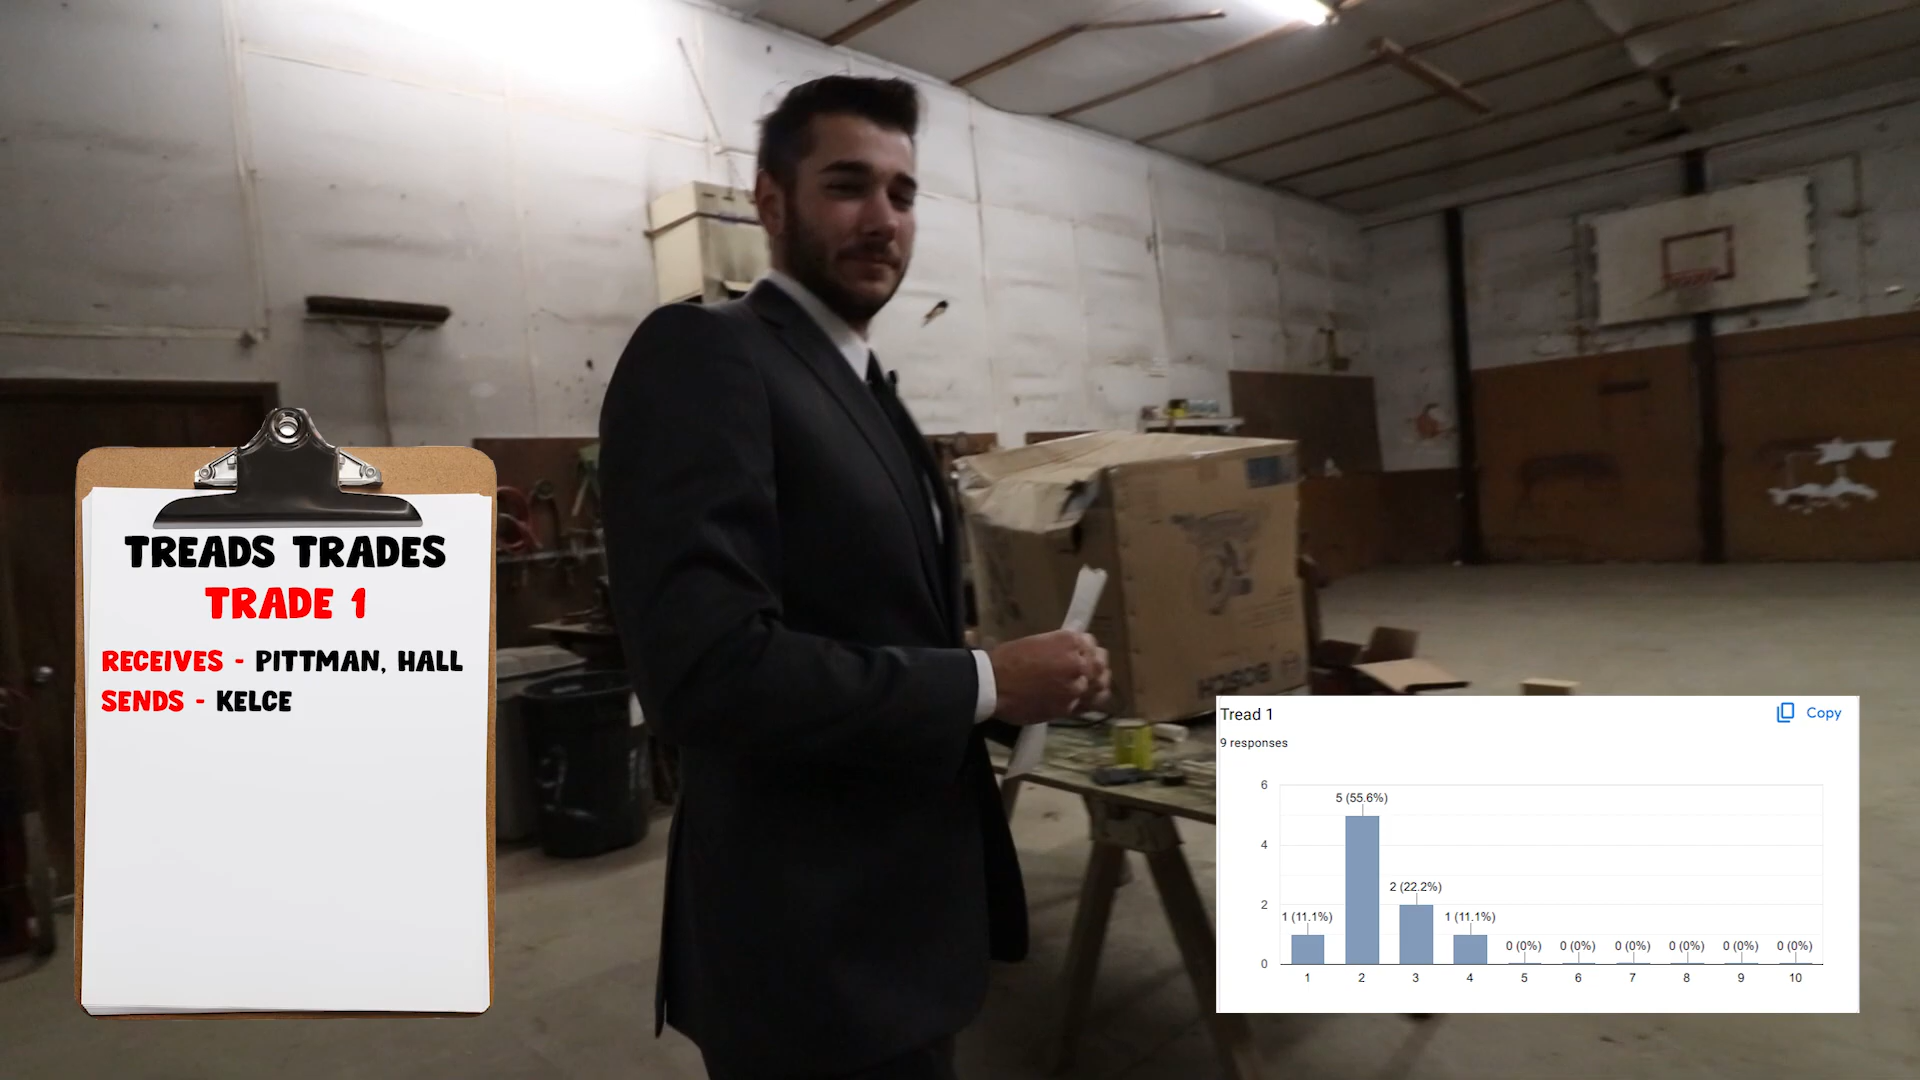 TREADS TRADES
TRADE 1
RECEIVES - PITTMAN, HALL
SENDS - KELCE
BOSCH
Tread 1
Copy
9 responses
6
4
2
0
1 (11.1%)
5 (55.6%)
2 (22.2%)
1 (11.1%)
0 (0%)
0 (0%)
0 (0%)
0 (0%)
0 (0%)
0 (0%)
1 2 3 4 5 6 7 8 9 10